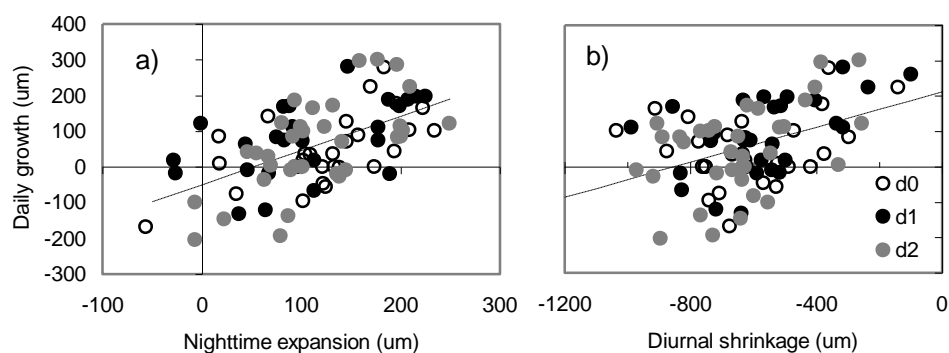 Daily growth (um)
400
300
200
100
0
-100
-200
-300
a)
-100
0
100
200
300
Nighttime expansion (um)
b)
d0
d1
d2
-1200
-800
-400
0
Diurnal shrinkage (um)